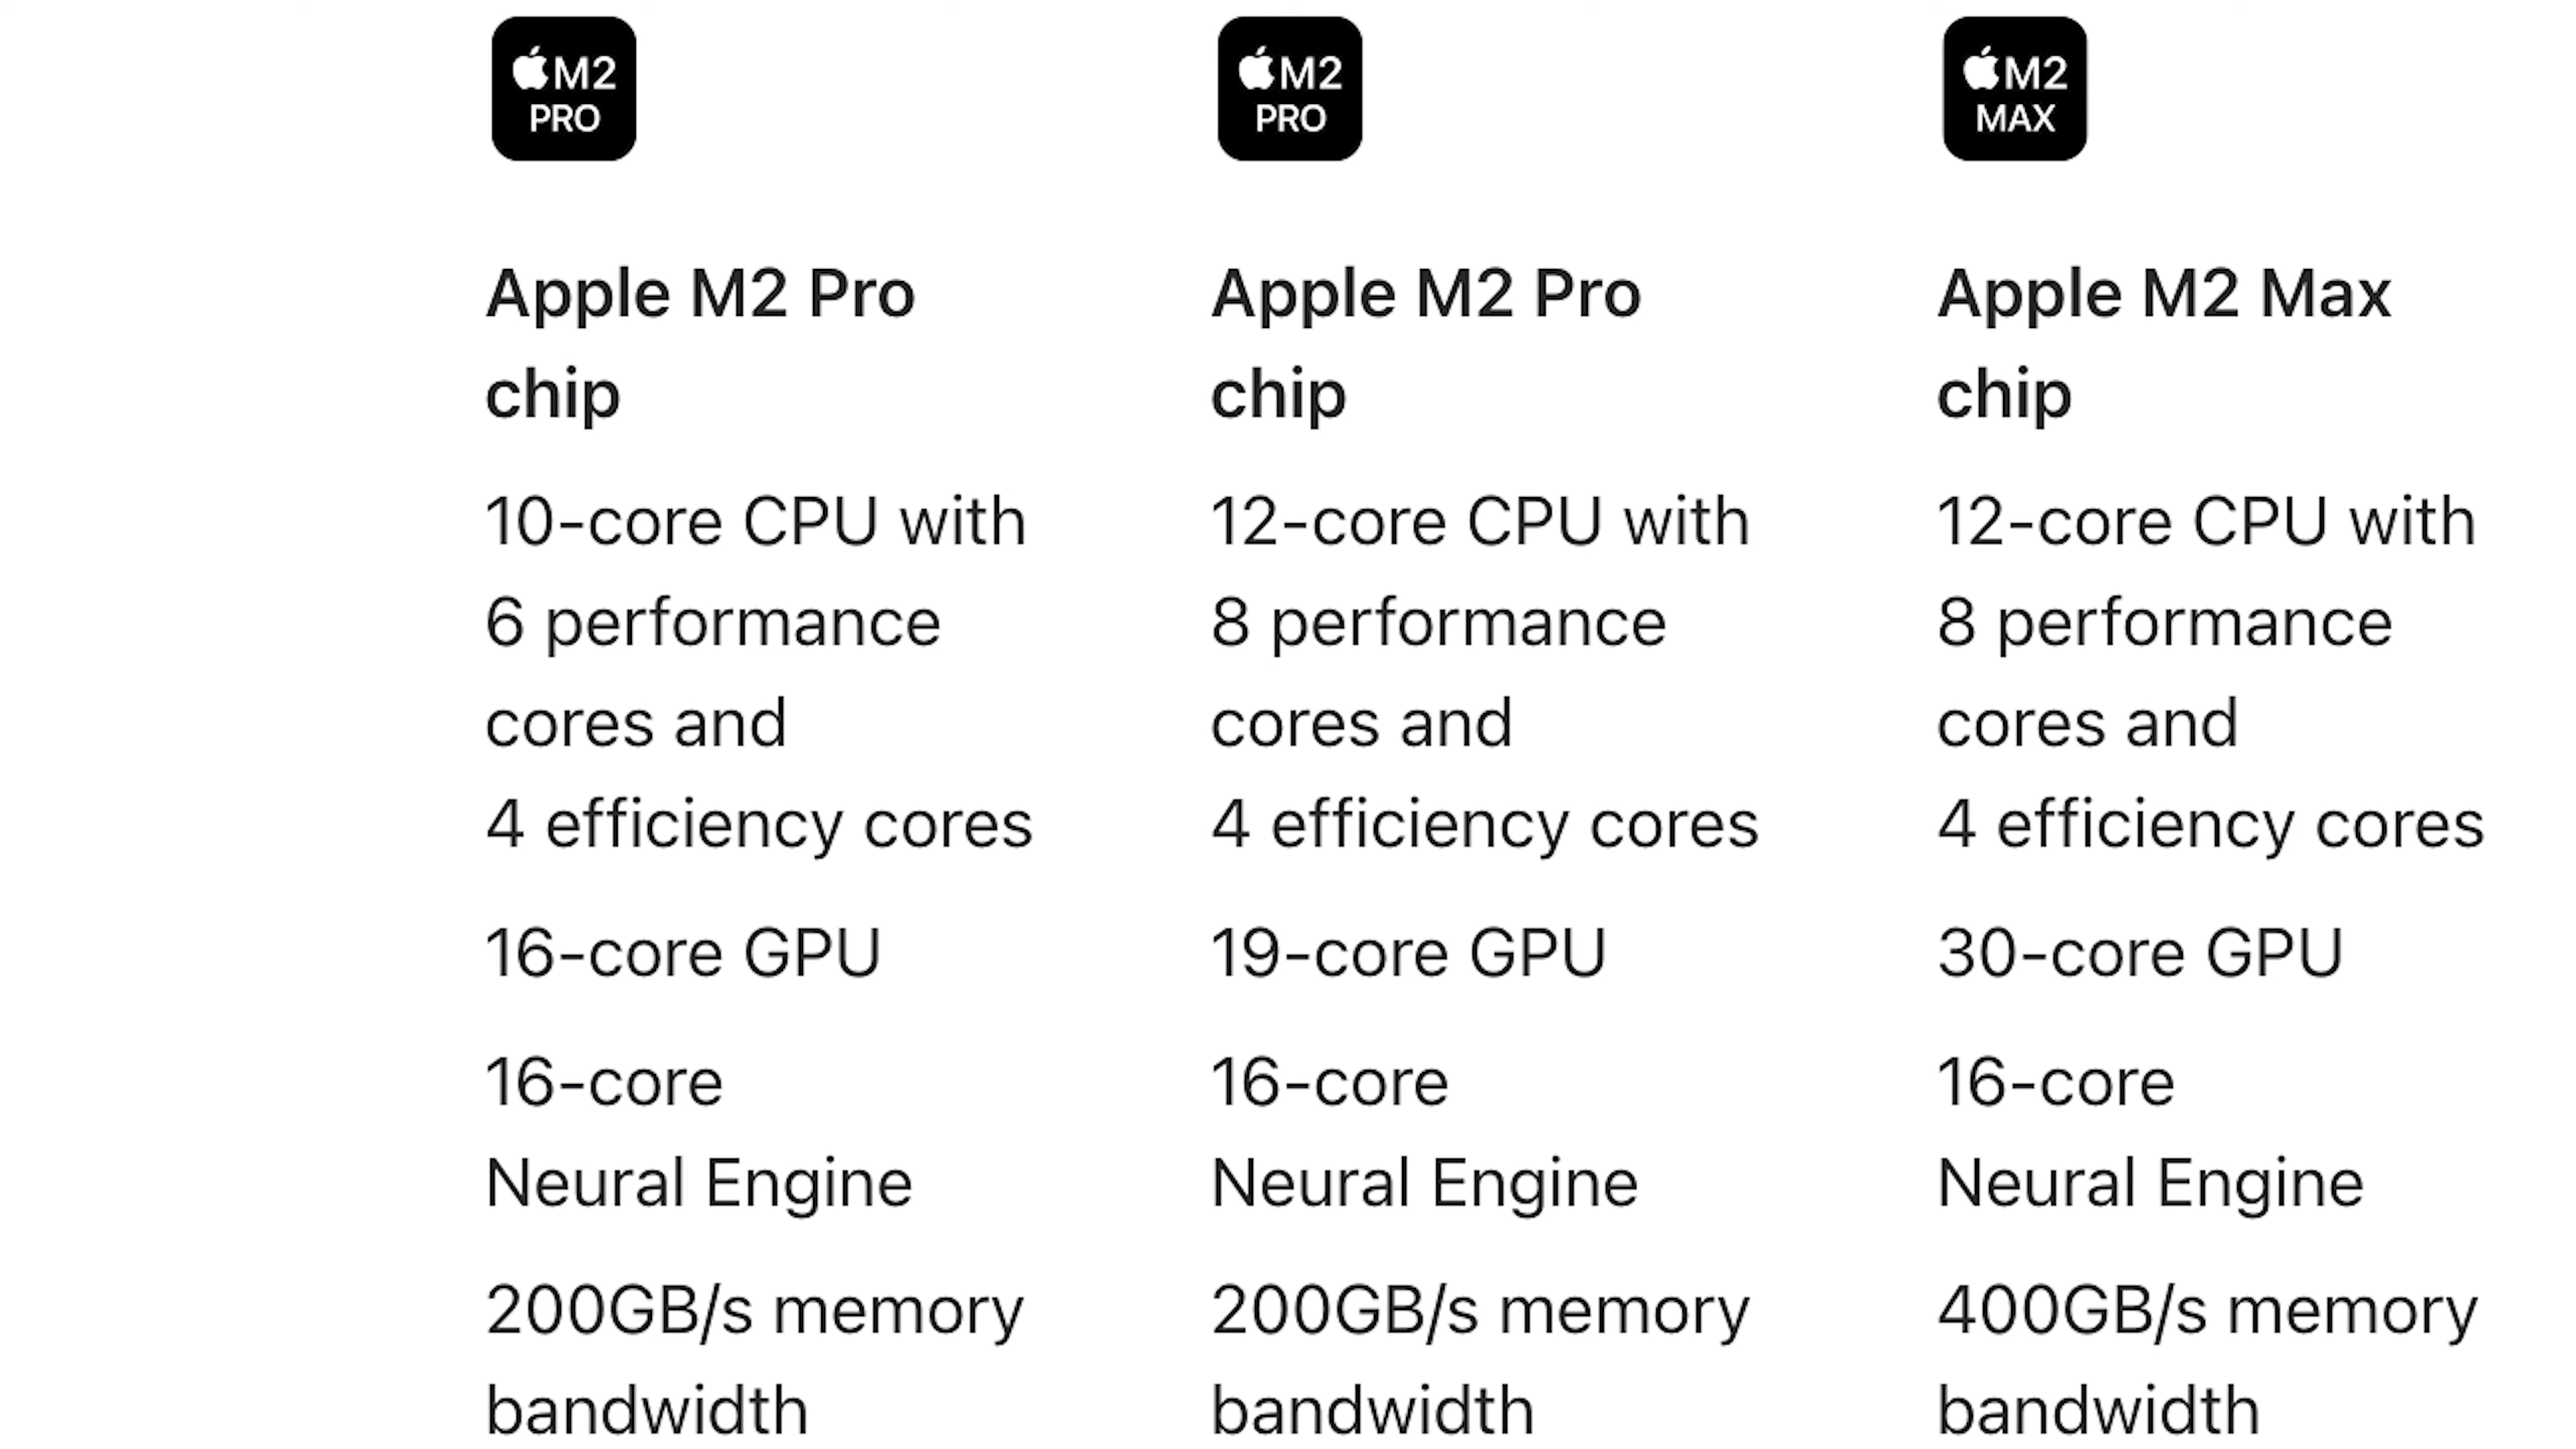 M2
PRO
Apple M2 Pro
chip
10-core CPU with
6 performance
cores and
4 efficiency cores
16-core GPU
16-core
Neural Engine
200GB/s memory
bandwidth
M2
PRO
Apple M2 Pro
chip
12-core CPU with
8 performance
cores and
4 efficiency cores
19-core GPU
16-core
Neural Engine
200GB/s memory
bandwidth
M2
MAX
Apple M2 Max
chip
12-core CPU with
8 performance
cores and
4 efficiency cores
30-core GPU
16-core
Neural Engine
400GB/s memory
bandwidth